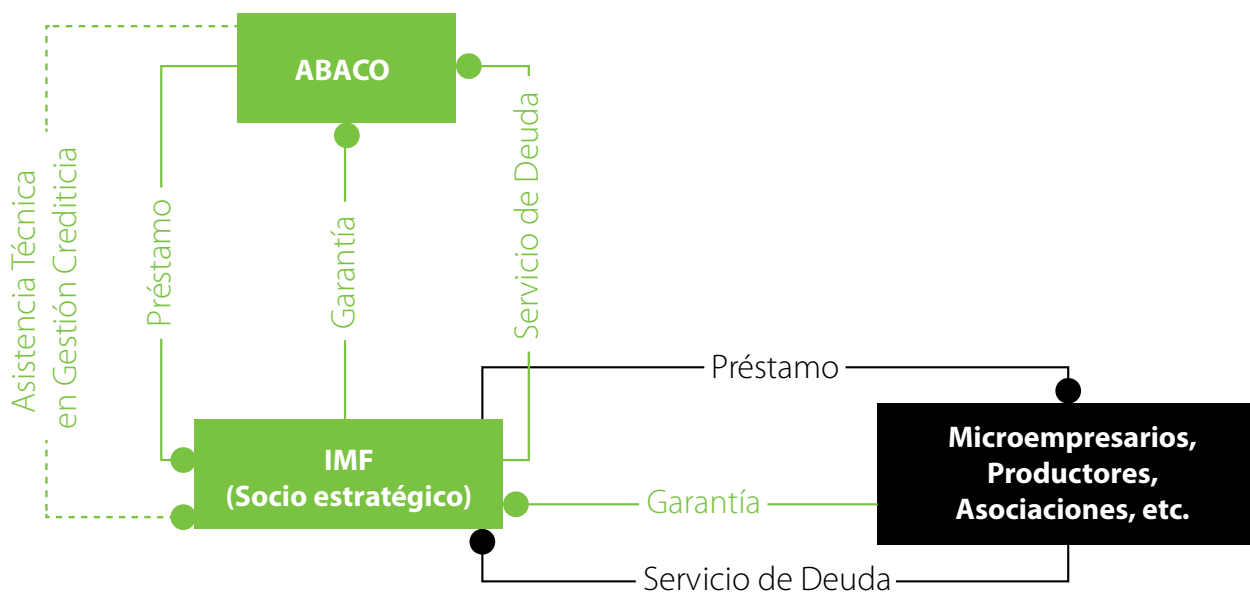 ABACO
Asistencia Técnica
en Gestión Crediticia
Préstamo
Garantía
Servicio de Deuda
Préstamo
IMF
(Socio estratégico)
Garantía
Microempresarios,
Productores,
Asociaciones, etc.
Servicio de Deuda